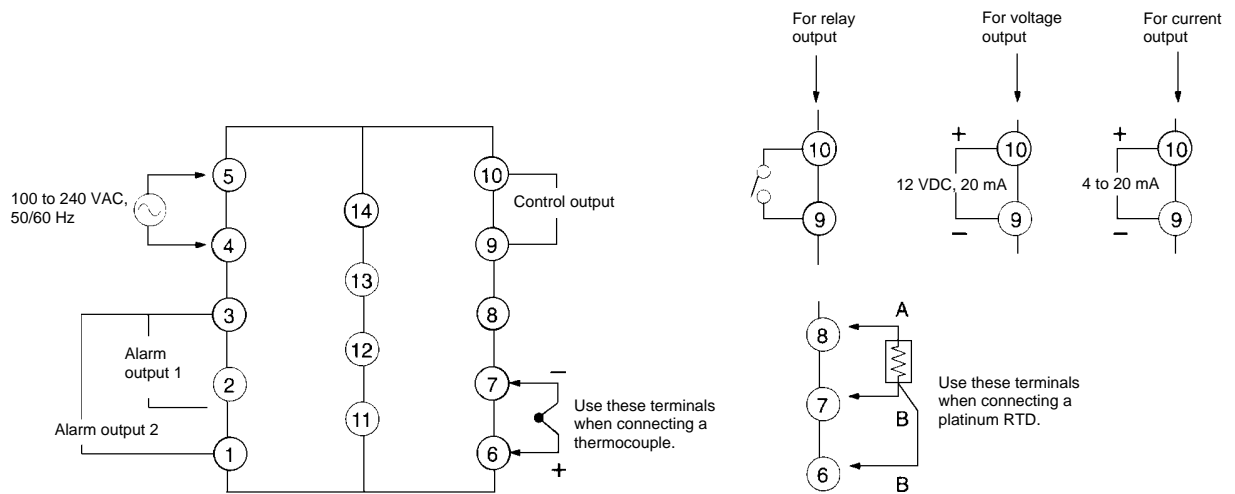 For relay
output
For voltage
output
For current
output
5
10
100 to 240 VAC,
50/60 Hz
Control output
14
4
9
13
3
8
Alarm
output 1
12
2
7
−
Use these terminals
when connecting a
thermocouple.
11
Alarm output 2
1
6
+
10
9
+
10
12 VDC, 20 mA
9
−
+
10
4 to 20 mA
9
−
8
A
7
B
Use these terminals
when connecting a
platinum RTD.
6
B